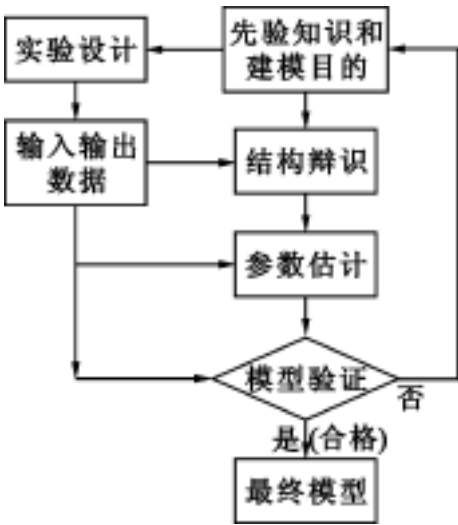 实验设计
先验知识和
建模目的
输入输出
数据
结构辩识
参数估计
模型验证
否
是(合格)
最终模型